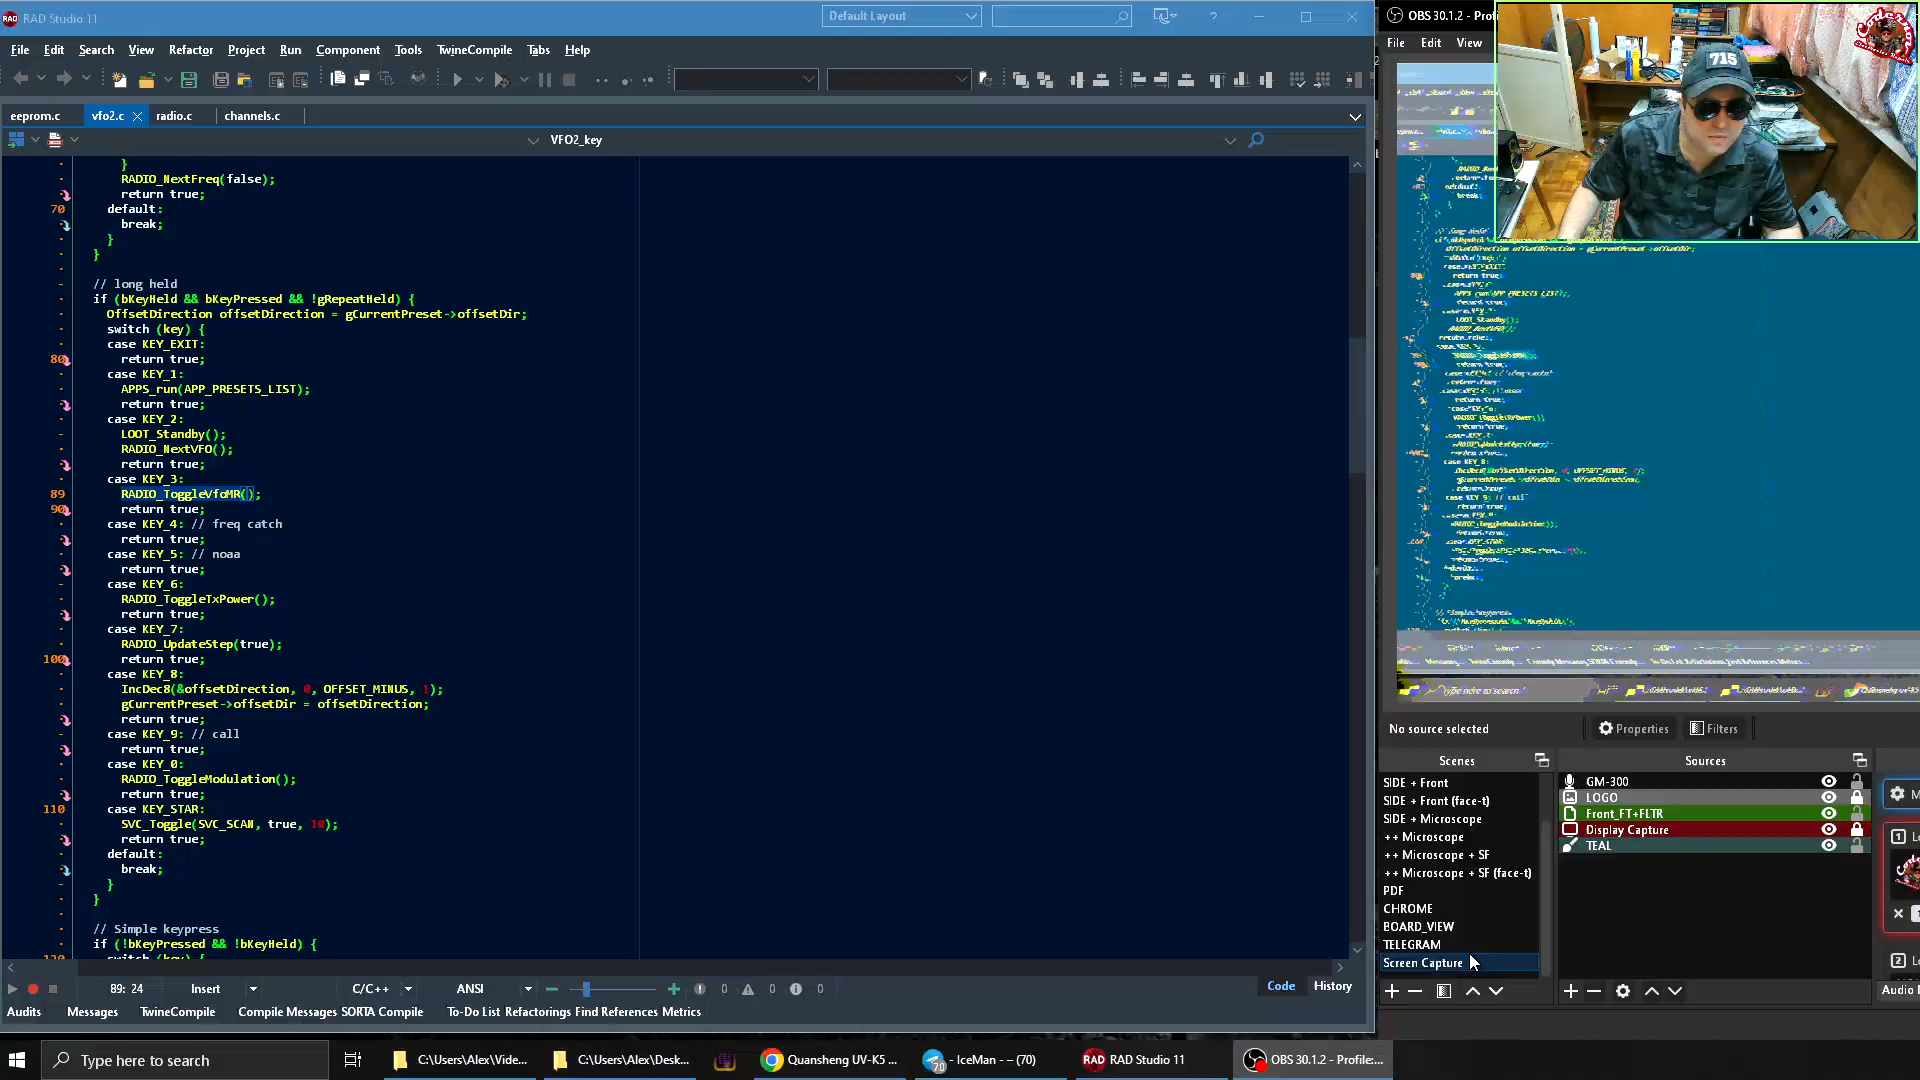 RAD Studio 11
Default Layout
File Edit Search View Refactor Project Run Component Tools TwineCompile Tabs Help
eeprom.c vfo2.c radio.c channels.c
VFO2_key
}
RADIO_NextFreq(false);
return true;
70 default:
break;
}
}
// long held
if (bKeyHeld && bKeyPressed && !gRepeatHeld) {
OffsetDirection offsetDirection = gCurrentPreset->offsetDir;
switch (key) {
case KEY_EXIT:
80 return true;
case KEY_1:
APPS_run(APP_PRESETS_LIST);
return true;
case KEY_2:
LOOT_Standby();
RADIO_NextVFO();
return true;
case KEY_3:
89 RADIO_ToggleVfoMR();
90 return true;
case KEY_4: // freq catch
return true;
case KEY_5: // noaa
return true;
case KEY_6:
RADIO_ToggleTxPower();
return true;
case KEY_7:
RADIO_UpdateStep(true);
100 return true;
case KEY_8:
IncDec8(&offsetDirection, 0, OFFSET_MINUS, 1);
gCurrentPreset->offsetDir = offsetDirection;
return true;
case KEY_9: // call
return true;
case KEY_0:
RADIO_ToggleModulation();
return true;
110 case KEY_STAR:
SVC_Toggle(SVC_SCAN, true, 10);
return true;
default:
break;
}
}
// Simple keypress
if (!bKeyPressed && !bKeyHeld) {
switch (key) {
89: 24 Insert C/C++ ANSI 0 0 0 Code History
Audits Messages TwineCompile Compile Messages SORTA Compile To-Do List Refactorings Find References Metrics
OBS 30.1.2 - Profi
File Edit View
715
No source selected Properties Filters
Scenes
SIDE + Front
SIDE + Front (face-t)
SIDE + Microscope
++ Microscope
++ Microscope + SF
++ Microscope + SF (face-t)
PDF
CHROME
BOARD_VIEW
TELEGRAM
Screen Capture
Sources
GM-300
LOGO
Front_FT+FLTR
Display Capture
TEAL
M
1 Lo
2 Lo
Audio M
Type here to search
C:\Users\Alex\Vide...
C:\Users\Alex\Desk...
Quansheng UV-K5 ...
- IceMan - – (70)
RAD Studio 11
OBS 30.1.2 - Profile:...